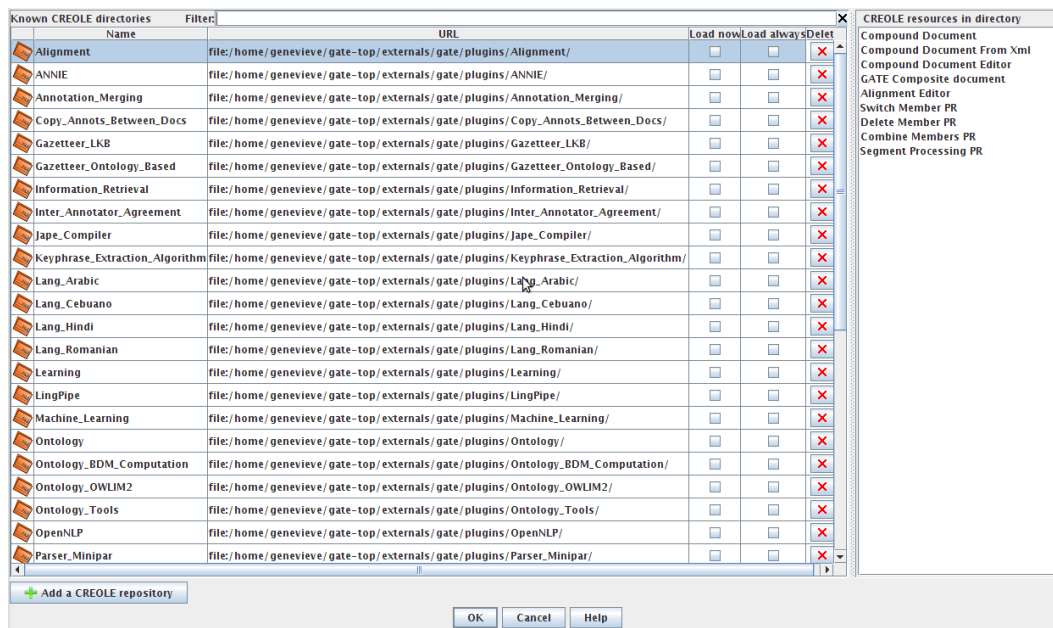 Known CREOLE directories Filter: CREOLE resources in directory
Name URL Load now Load always Delet
Alignment file:/home/genevieve/gate-top/externals/gate/plugins/Alignment/
ANNIE file:/home/genevieve/gate-top/externals/gate/plugins/ANNIE/
Annotation_Merging file:/home/genevieve/gate-top/externals/gate/plugins/Annotation_Merging/
Copy_Annots_Between_Docs file:/home/genevieve/gate-top/externals/gate/plugins/Copy_Annots_Between_Docs/
Gazetteer_LKB file:/home/genevieve/gate-top/externals/gate/plugins/Gazetteer_LKB/
Gazetteer_Ontology_Based file:/home/genevieve/gate-top/externals/gate/plugins/Gazetteer_Ontology_Based/
Information_Retrieval file:/home/genevieve/gate-top/externals/gate/plugins/Information_Retrieval/
Inter_Annotator_Agreement file:/home/genevieve/gate-top/externals/gate/plugins/Inter_Annotator_Agreement/
Jape_Compiler file:/home/genevieve/gate-top/externals/gate/plugins/Jape_Compiler/
Keyphrase_Extraction_Algorithm file:/home/genevieve/gate-top/externals/gate/plugins/Keyphrase_Extraction_Algorithm/
Lang_Arabic file:/home/genevieve/gate-top/externals/gate/plugins/Lang_Arabic/
Lang_Cebuano file:/home/genevieve/gate-top/externals/gate/plugins/Lang_Cebuano/
Lang_Hindi file:/home/genevieve/gate-top/externals/gate/plugins/Lang_Hindi/
Lang_Romanian file:/home/genevieve/gate-top/externals/gate/plugins/Lang_Romanian/
Learning file:/home/genevieve/gate-top/externals/gate/plugins/Learning/
LingPipe file:/home/genevieve/gate-top/externals/gate/plugins/LingPipe/
Machine_Learning file:/home/genevieve/gate-top/externals/gate/plugins/Machine_Learning/
Ontology file:/home/genevieve/gate-top/externals/gate/plugins/Ontology/
Ontology_BDM_Computation file:/home/genevieve/gate-top/externals/gate/plugins/Ontology_BDM_Computation/
Ontology_OWLIM2 file:/home/genevieve/gate-top/externals/gate/plugins/Ontology_OWLIM2/
Ontology_Tools file:/home/genevieve/gate-top/externals/gate/plugins/Ontology_Tools/
OpenNLP file:/home/genevieve/gate-top/externals/gate/plugins/OpenNLP/
Parser_Minipar file:/home/genevieve/gate-top/externals/gate/plugins/Parser_Minipar/
Compound Document
Compound Document From Xml
Compound Document Editor
GATE Composite document
Alignment Editor
Switch Member PR
Delete Member PR
Combine Members PR
Segment Processing PR
Add a CREOLE repository
OK Cancel Help